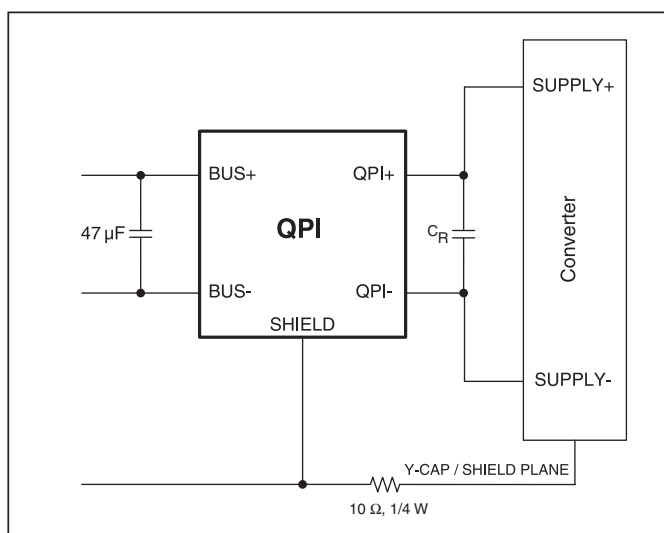 SUPPLY+
BUS+ QPI+
QPI
47 µF
C_R
Converter
BUS- QPI-
SHIELD
SUPPLY-
Y-CAP / SHIELD PLANE
10 Ω, 1/4 W